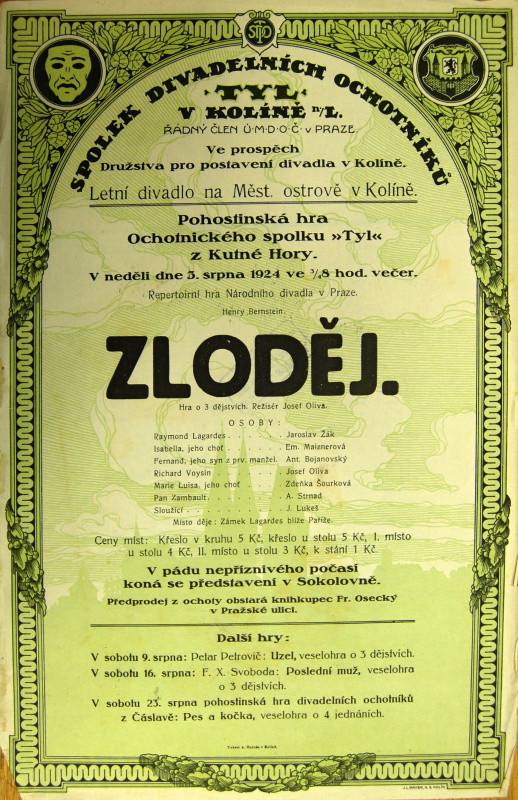 STDO
SPOLEK DIVADELNÍCH OCHOTNÍKŮ
"TYL"
V KOLÍNĚ n/L.
ŘÁDNÝ ČLEN Ú·M·D·O·Č· V PRAZE.
Ve prospěch
Družstva pro postavení divadla v Kolíně.
Letní divadlo na Měst. ostrově v Kolíně.
Pohostinská hra
Ochotnického spolku »Tyl«
z Kutné Hory.
V neděli dne 3. srpna 1924 ve ¾8 hod. večer.
Repertoirní hra Národního divadla v Praze.
Henry Bernstein.
ZLODĚJ.
Hra o 3 dějstvích. Režisér Josef Oliva.
OSOBY:
Raymond Lagardes . . . . . . Jaroslav Žák
Isabella, jeho choť . . . . . . Em. Maiznerová
Fernand, jeho syn z prv. manžel. Ant. Bojanovský
Richard Voysin . . . . . . Josef Oliva
Marie Luisa, jeho choť . . . . Zdeňka Šourková
Pan Zambault . . . . . . . A. Strnad
Sloužící . . . . . . . . J. Lukeš
Místo děje: Zámek Lagardes blíže Paříže.
Ceny míst: Křeslo v kruhu 5 Kč, křeslo u stolu 5 Kč, I. místo
u stolu 4 Kč, II. místo u stolu 3 Kč, k stání 1 Kč.
V pádu nepříznivého počasí
koná se představení v Sokolovně.
Předprodej z ochoty obstará knihkupec Fr. Osecký
v Pražské ulici.
Další hry:
V sobotu 9. srpna: Petar Petrovič: Uzel, veselohra o 3 dějstvích.
V sobotu 16. srpna: F. X. Svoboda: Poslední muž, veselohra
o 3 dějstvích.
V sobotu 23. srpna pohostinská hra divadelních ochotníků
z Čáslavě: Pes a kočka, veselohra o 4 jednáních.